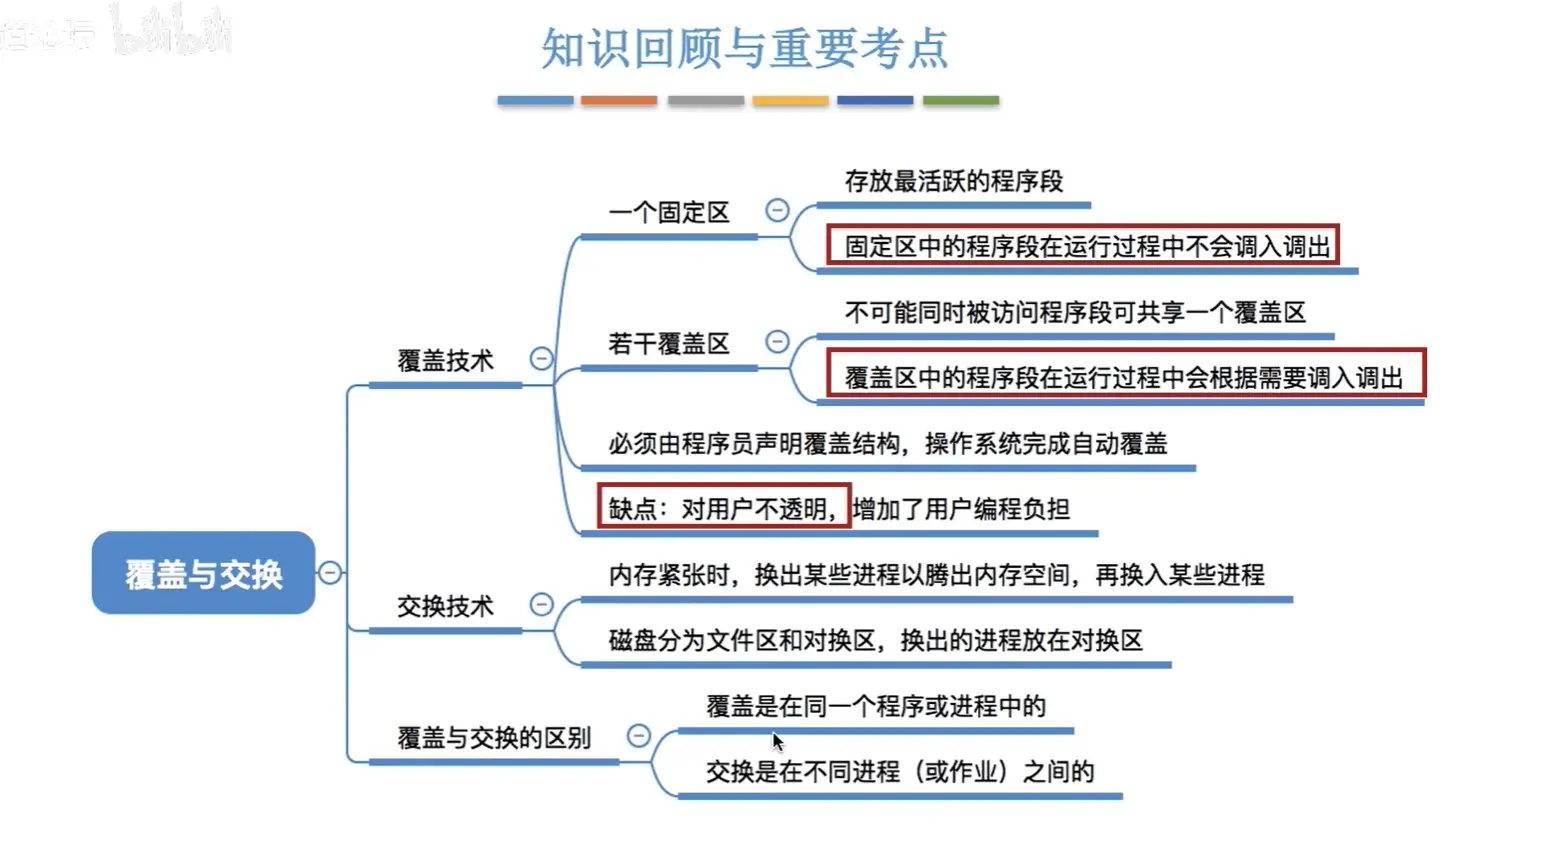 bilibili
知识回顾与重要考点
存放最活跃的程序段
一个固定区
固定区中的程序段在运行过程中不会调入调出
不可能同时被访问程序段可共享一个覆盖区
若干覆盖区
覆盖技术
覆盖区中的程序段在运行过程中会根据需要调入调出
必须由程序员声明覆盖结构，操作系统完成自动覆盖
缺点：对用户不透明，增加了用户编程负担
覆盖与交换
内存紧张时，换出某些进程以腾出内存空间，再换入某些进程
交换技术
磁盘分为文件区和对换区，换出的进程放在对换区
覆盖是在同一个程序或进程中的
覆盖与交换的区别
交换是在不同进程（或作业）之间的